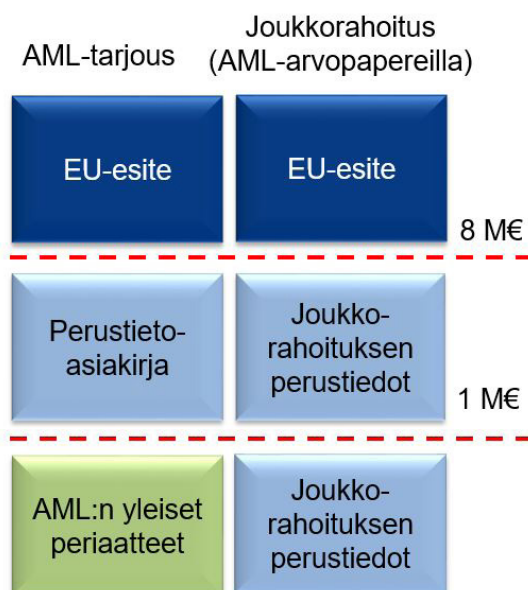 AML-tarjous
Joukkorahoitus
(AML-arvopapereilla)
EU-esite
EU-esite
8 M€
Perustieto-
asiakirja
Joukko-
rahoituksen
perustiedot
1 M€
AML:n yleiset
periaatteet
Joukko-
rahoituksen
perustiedot